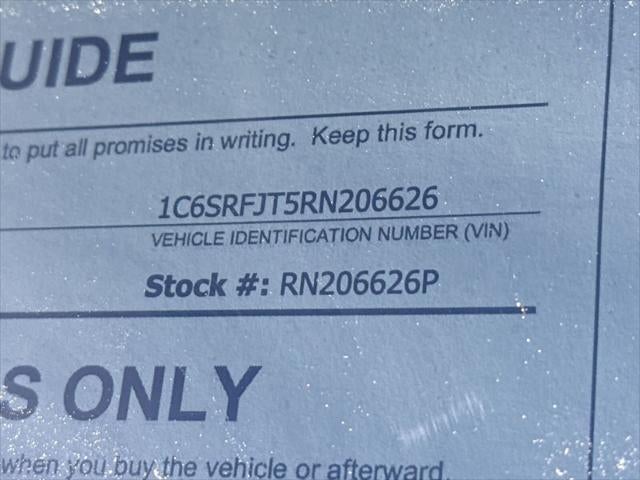 UIDE
to put all promises in writing. Keep this form.
1C6SRFJT5RN206626
VEHICLE IDENTIFICATION NUMBER (VIN)
Stock #: RN206626P
S ONLY
when you buy the vehicle or afterward.